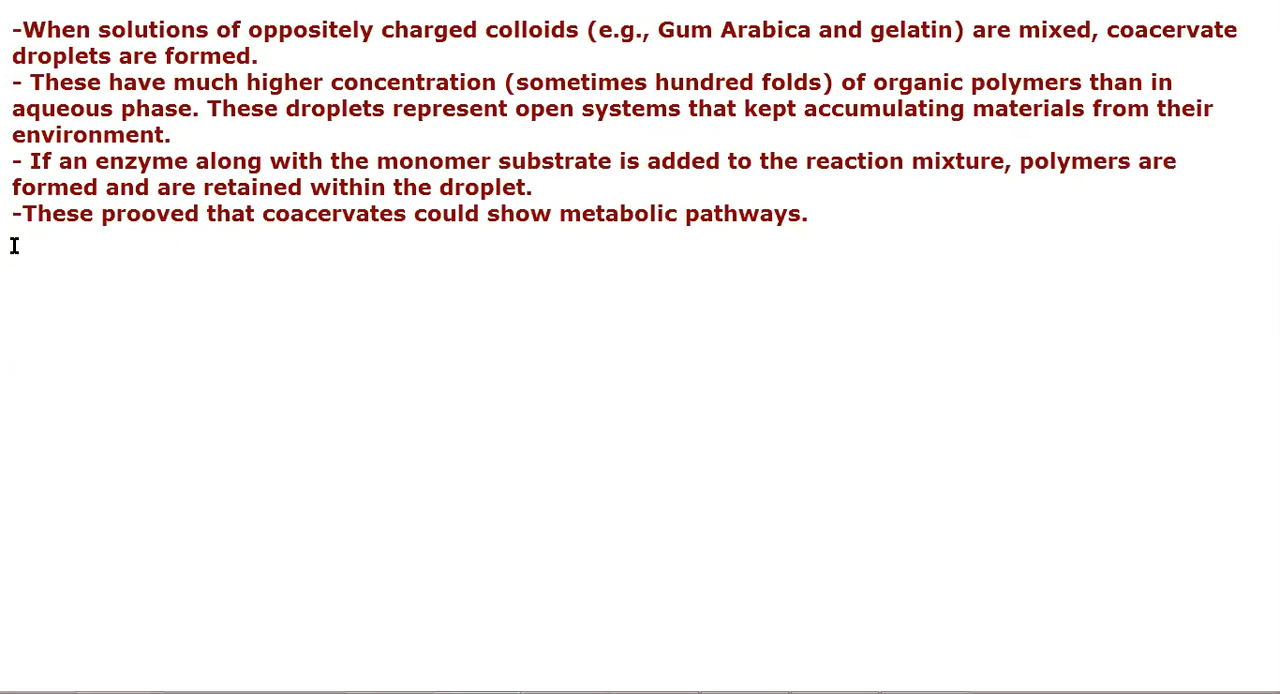 -When solutions of oppositely charged colloids (e.g., Gum Arabica and gelatin) are mixed, coacervate
droplets are formed.
- These have much higher concentration (sometimes hundred folds) of organic polymers than in
aqueous phase. These droplets represent open systems that kept accumulating materials from their
environment.
- If an enzyme along with the monomer substrate is added to the reaction mixture, polymers are
formed and are retained within the droplet.
-These prooved that coacervates could show metabolic pathways.